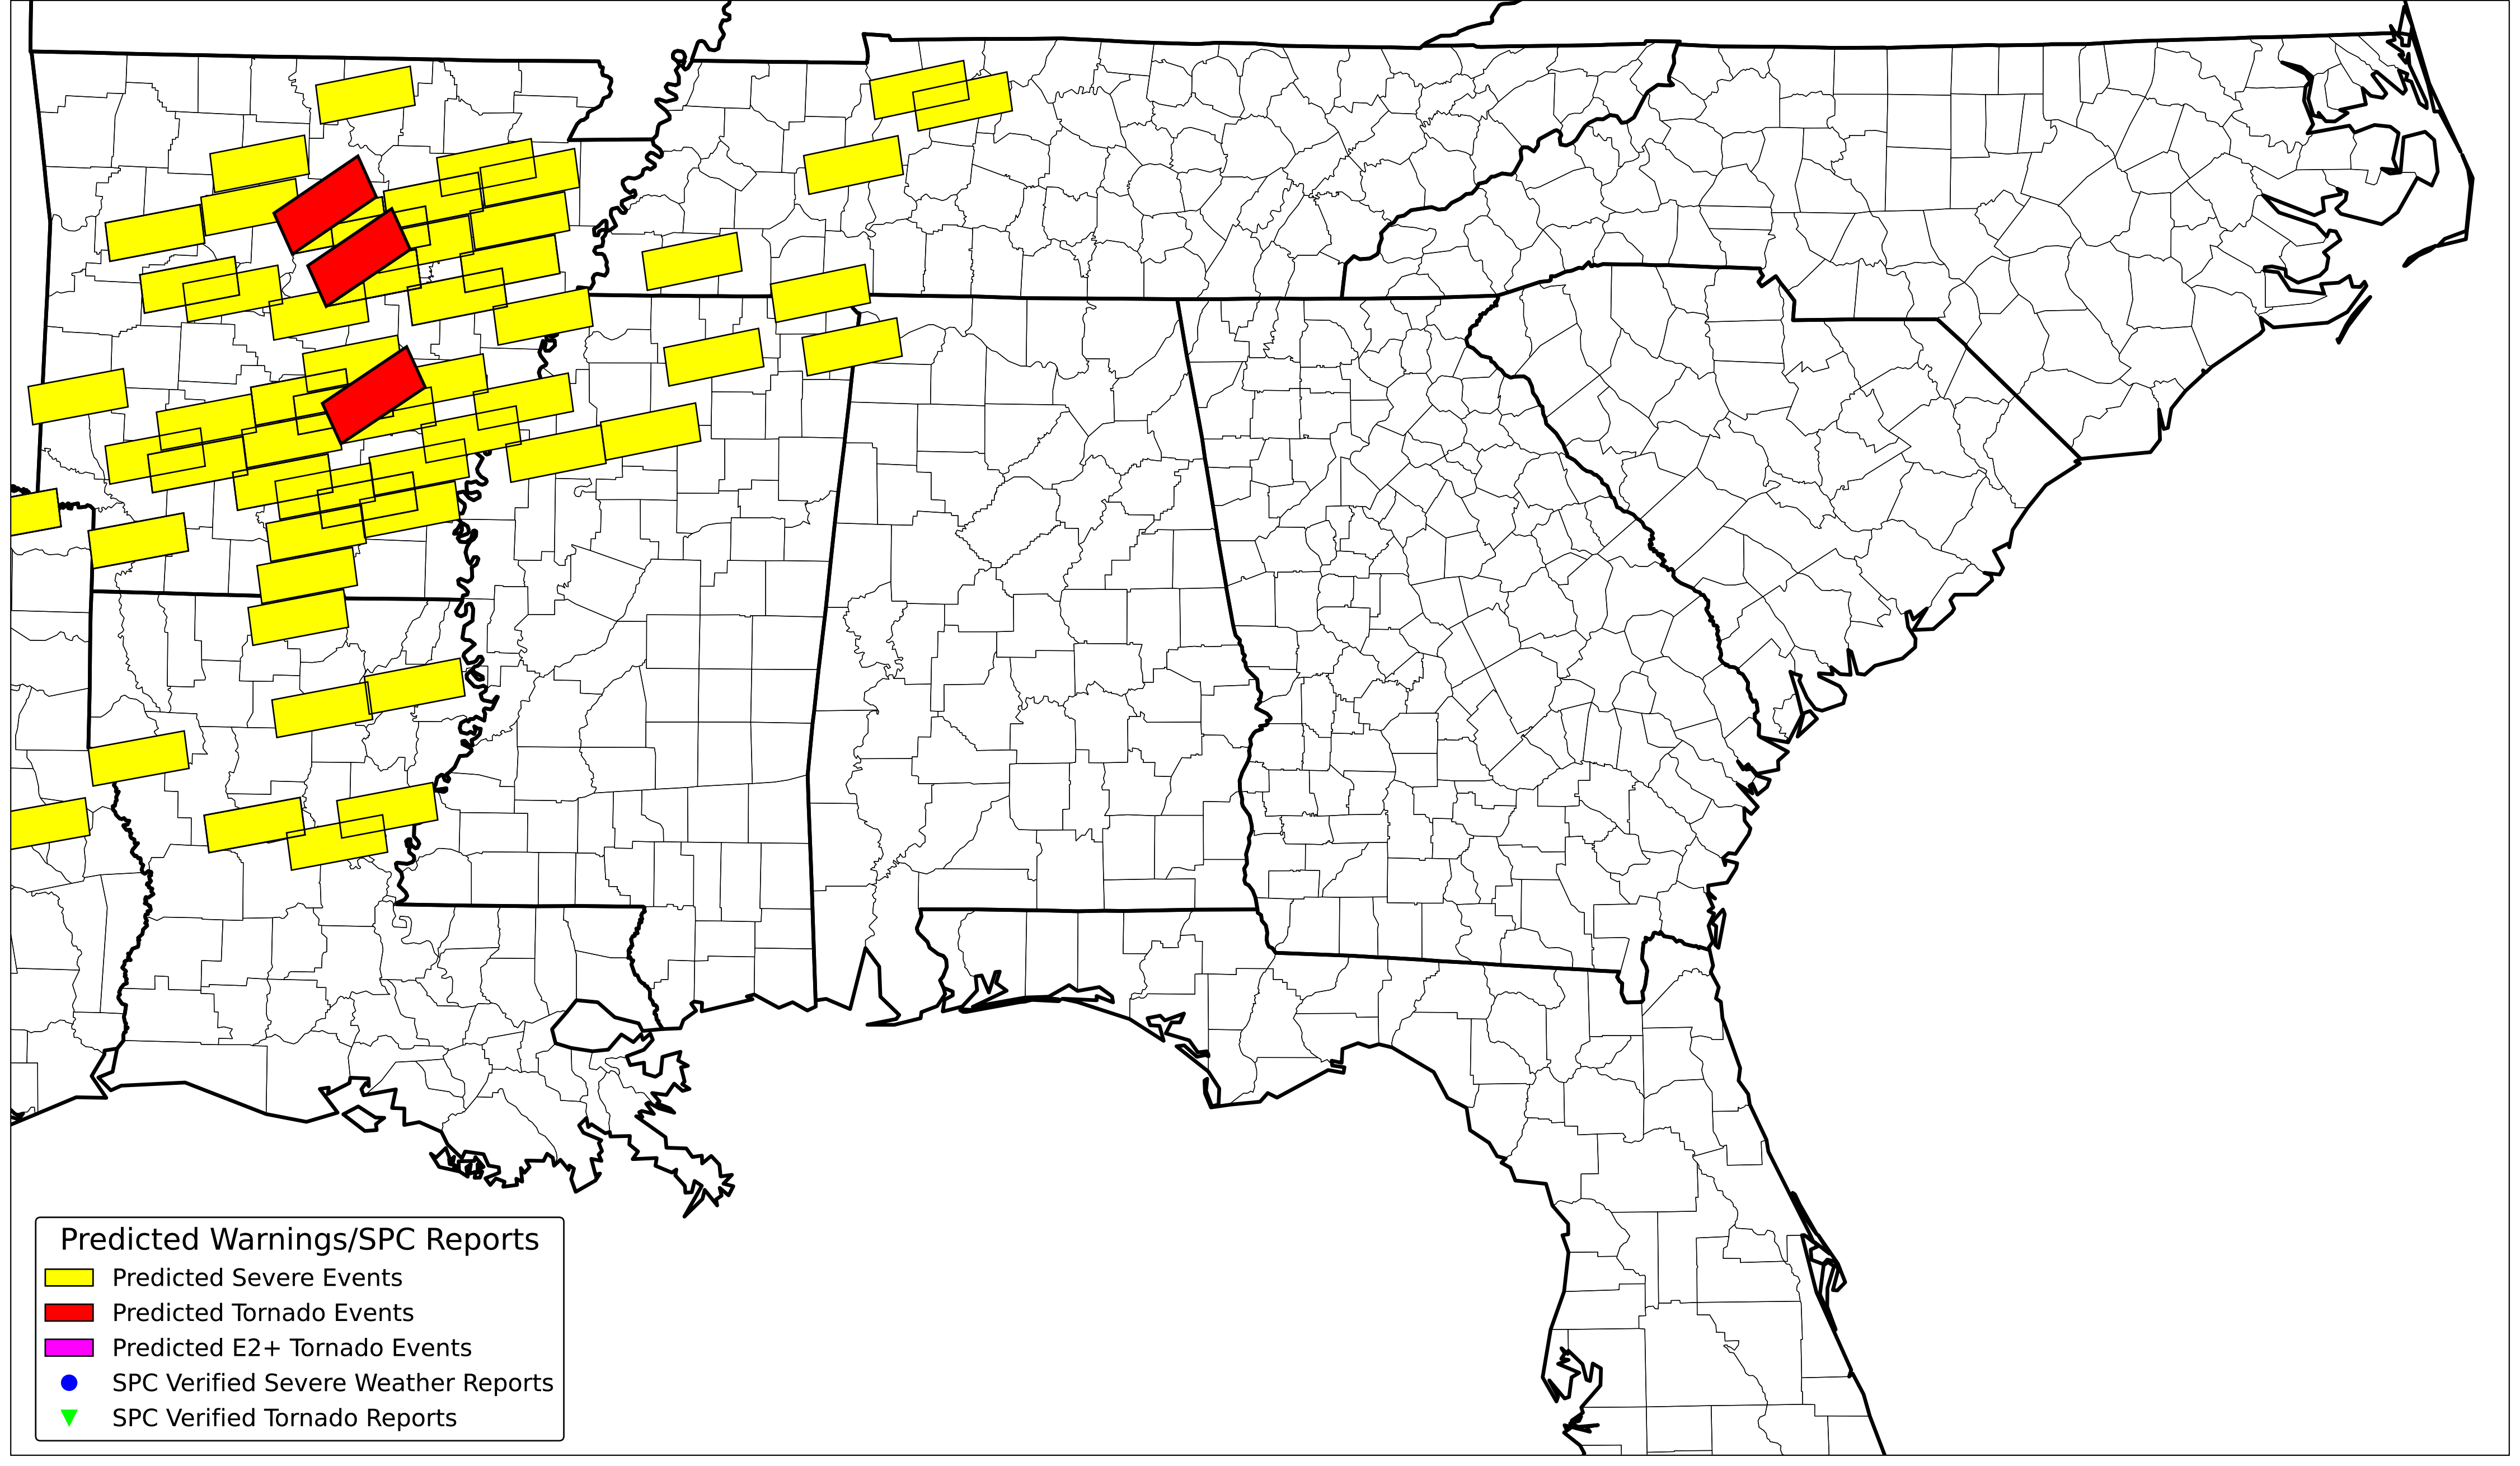 Predicted Warnings/SPC Reports
Predicted Severe Events
Predicted Tornado Events
Predicted E2+ Tornado Events
SPC Verified Severe Weather Reports
SPC Verified Tornado Reports